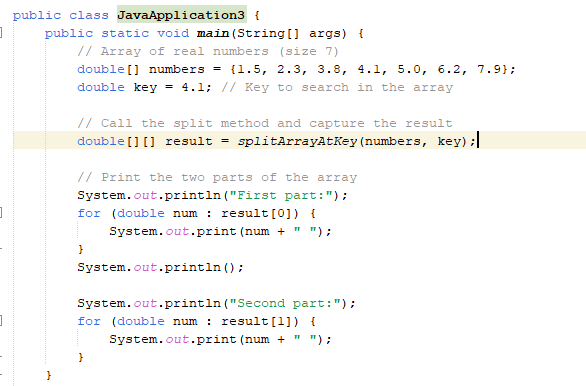 public class JavaApplication3 {
    public static void main(String[] args) {
        // Array of real numbers (size 7)
        double[] numbers = {1.5, 2.3, 3.8, 4.1, 5.0, 6.2, 7.9};
        double key = 4.1; // Key to search in the array

        // Call the split method and capture the result
        double[][] result = splitArrayAtKey(numbers, key);

        // Print the two parts of the array
        System.out.println("First part:");
        for (double num : result[0]) {
            System.out.print(num + " ");
        }
        System.out.println();

        System.out.println("Second part:");
        for (double num : result[1]) {
            System.out.print(num + " ");
        }
    }